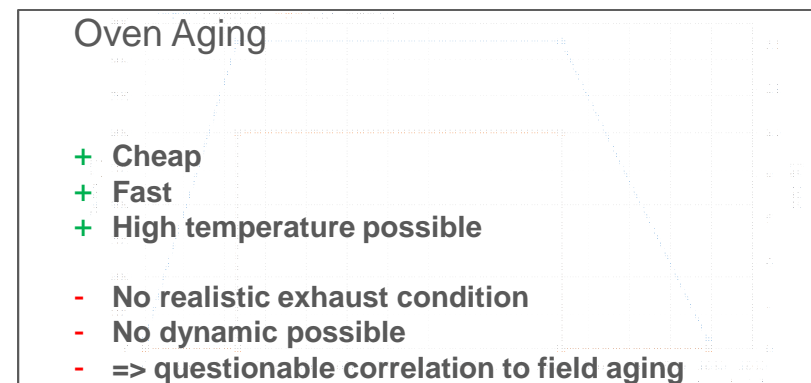 Oven Aging
+ Cheap
+ Fast
+ High temperature possible
- No realistic exhaust condition
- No dynamic possible
- => questionable correlation to field aging